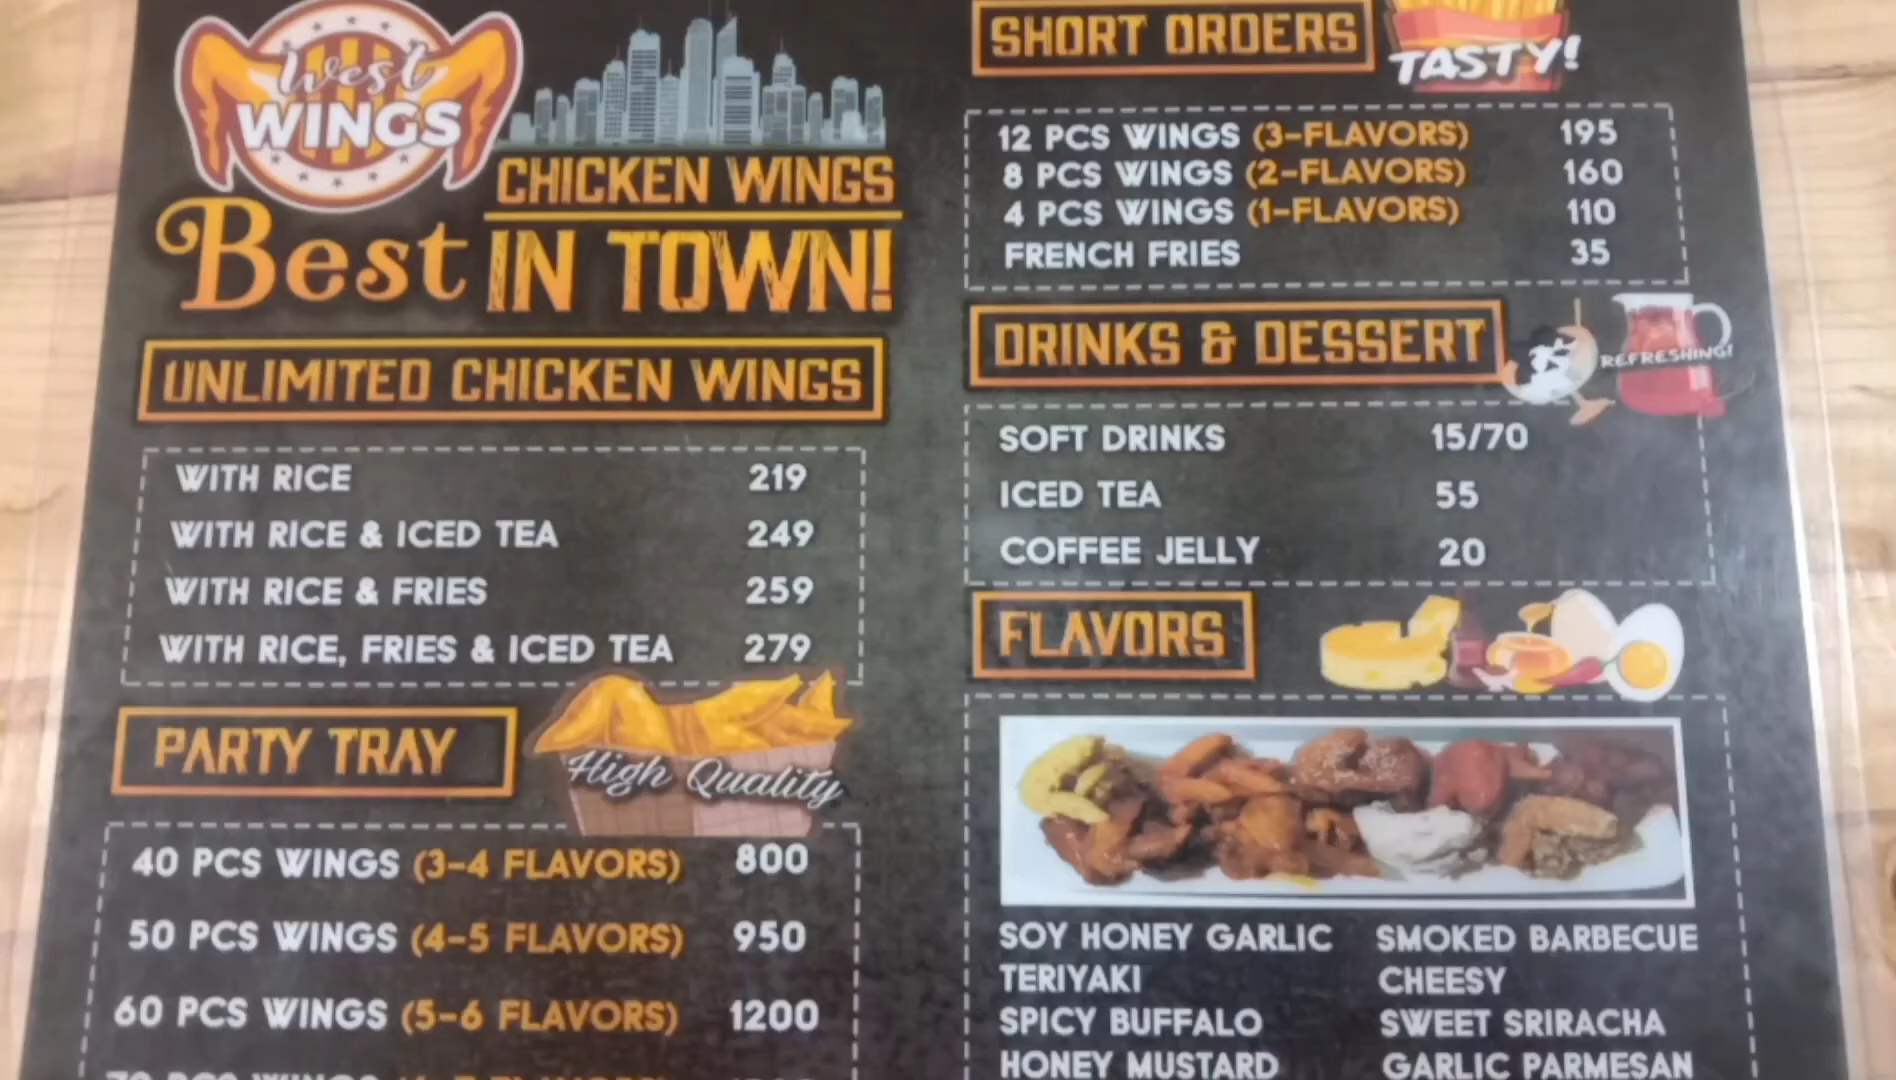 West
WINGS
CHICKEN WINGS
Best IN TOWN!
UNLIMITED CHICKEN WINGS
WITH RICE 219
WITH RICE & ICED TEA 249
WITH RICE & FRIES 259
WITH RICE, FRIES & ICED TEA 279
PARTY TRAY
High Quality
40 PCS WINGS (3-4 FLAVORS) 800
50 PCS WINGS (4-5 FLAVORS) 950
60 PCS WINGS (5-6 FLAVORS) 1200
SHORT ORDERS
TASTY!
12 PCS WINGS (3-FLAVORS) 195
8 PCS WINGS (2-FLAVORS) 160
4 PCS WINGS (1-FLAVORS) 110
FRENCH FRIES 35
DRINKS & DESSERT
REFRESHING!
SOFT DRINKS 15/70
ICED TEA 55
COFFEE JELLY 20
FLAVORS
SOY HONEY GARLIC SMOKED BARBECUE
TERIYAKI CHEESY
SPICY BUFFALO SWEET SRIRACHA
HONEY MUSTARD GARLIC PARMESAN